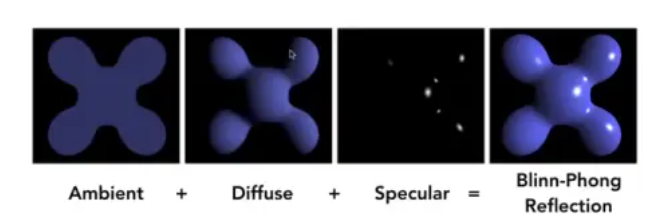 Ambient + Diffuse + Specular = Blinn-Phong
Reflection